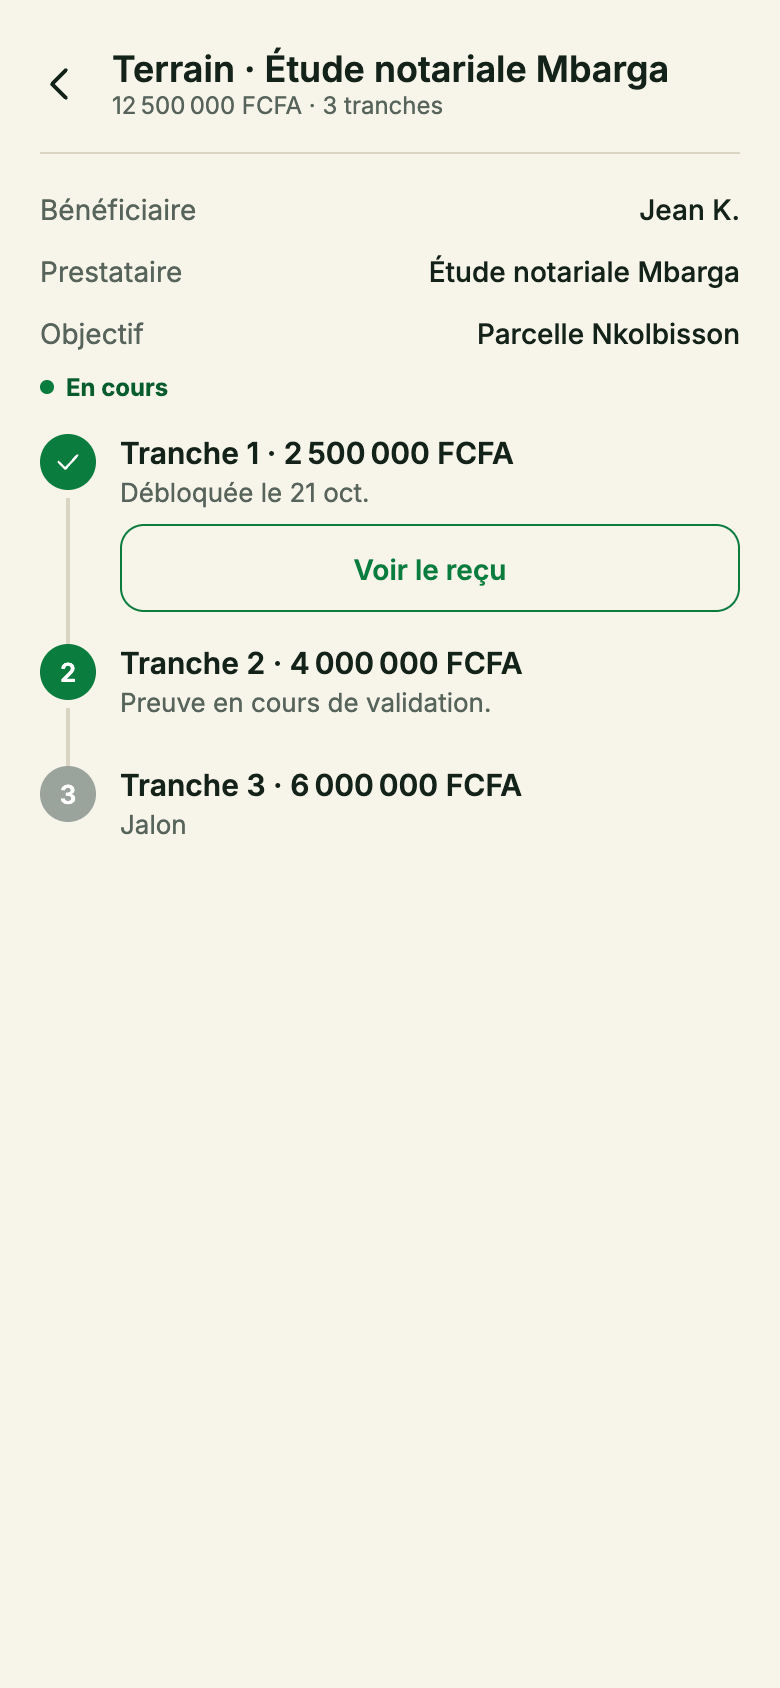 Terrain · Étude notariale Mbarga
12 500 000 FCFA · 3 tranches
Bénéficiaire Jean K.
Prestataire Étude notariale Mbarga
Objectif Parcelle Nkolbisson
En cours
Tranche 1 · 2 500 000 FCFA
Débloquée le 21 oct.
Voir le reçu
2 Tranche 2 · 4 000 000 FCFA
Preuve en cours de validation.
3 Tranche 3 · 6 000 000 FCFA
Jalon